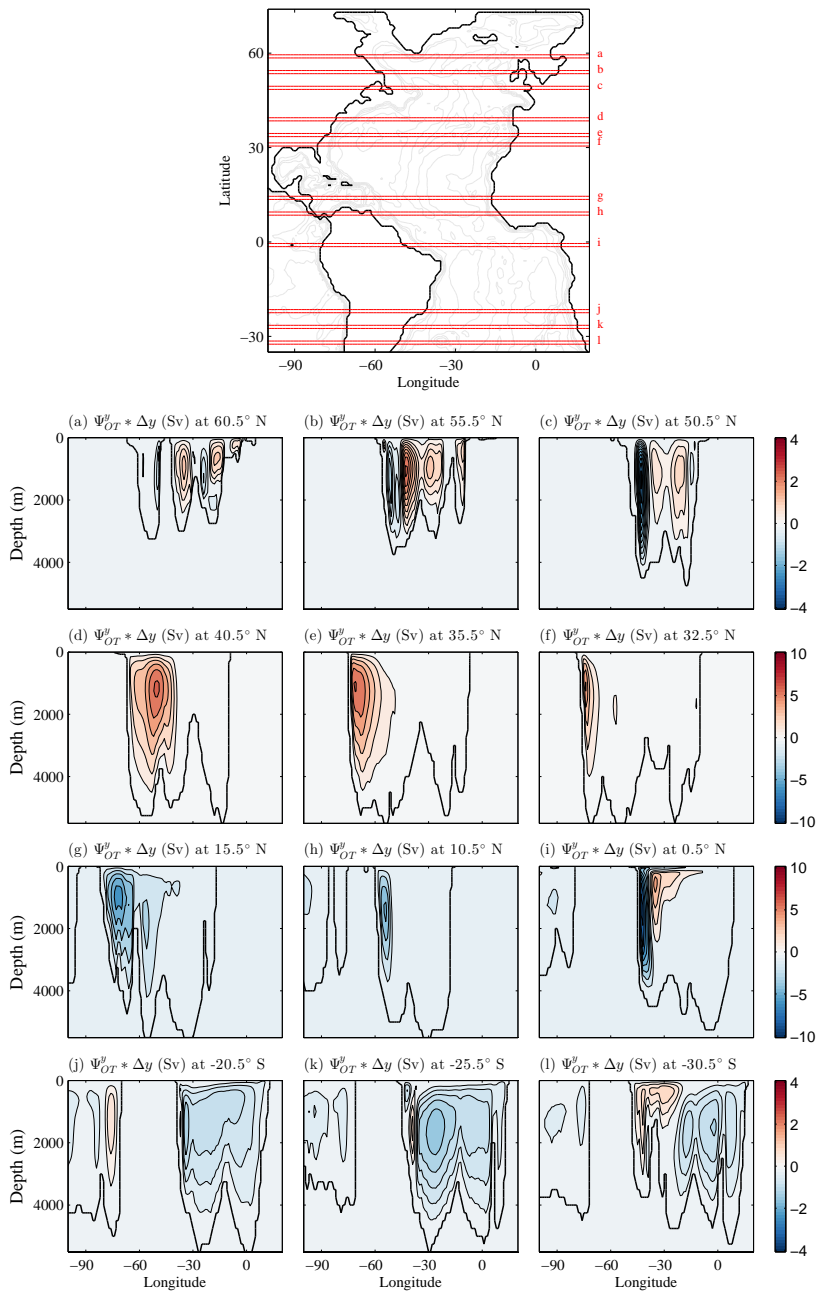 60
30
0
−30
Latitude
−90
−60
−30
0
Longitude
a
b
c
d
e
f
g
h
i
j
k
l
(a) Ψ^y_OT ∗ Δy (Sv) at 60.5° N
(b) Ψ^y_OT ∗ Δy (Sv) at 55.5° N
(c) Ψ^y_OT ∗ Δy (Sv) at 50.5° N
0
2000
4000
Depth (m)
4
2
0
−2
−4
(d) Ψ^y_OT ∗ Δy (Sv) at 40.5° N
(e) Ψ^y_OT ∗ Δy (Sv) at 35.5° N
(f) Ψ^y_OT ∗ Δy (Sv) at 32.5° N
0
2000
4000
Depth (m)
10
5
0
−5
−10
(g) Ψ^y_OT ∗ Δy (Sv) at 15.5° N
(h) Ψ^y_OT ∗ Δy (Sv) at 10.5° N
(i) Ψ^y_OT ∗ Δy (Sv) at 0.5° N
0
2000
4000
Depth (m)
10
5
0
−5
−10
(j) Ψ^y_OT ∗ Δy (Sv) at -20.5° S
(k) Ψ^y_OT ∗ Δy (Sv) at -25.5° S
(l) Ψ^y_OT ∗ Δy (Sv) at -30.5° S
0
2000
4000
Depth (m)
4
2
0
−2
−4
−90 −60 −30 0
−90 −60 −30 0
−90 −60 −30 0
Longitude
Longitude
Longitude